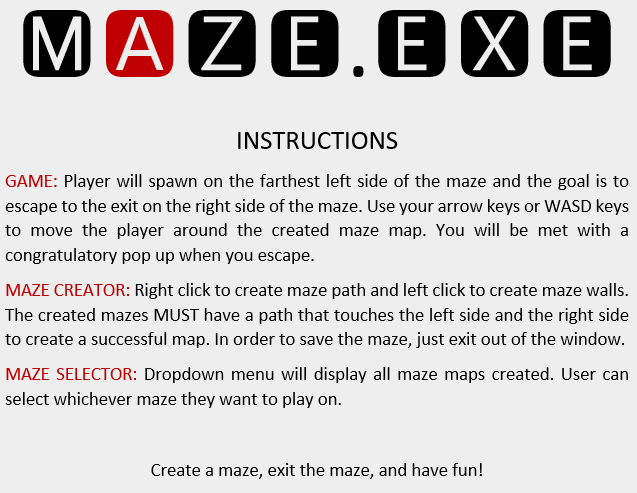 MAZE.EXE
INSTRUCTIONS
GAME: Player will spawn on the farthest left side of the maze and the goal is to
escape to the exit on the right side of the maze. Use your arrow keys or WASD keys
to move the player around the created maze map. You will be met with a
congratulatory pop up when you escape.
MAZE CREATOR: Right click to create maze path and left click to create maze walls.
The created mazes MUST have a path that touches the left side and the right side
to create a successful map. In order to save the maze, just exit out of the window.
MAZE SELECTOR: Dropdown menu will display all maze maps created. User can
select whichever maze they want to play on.
Create a maze, exit the maze, and have fun!